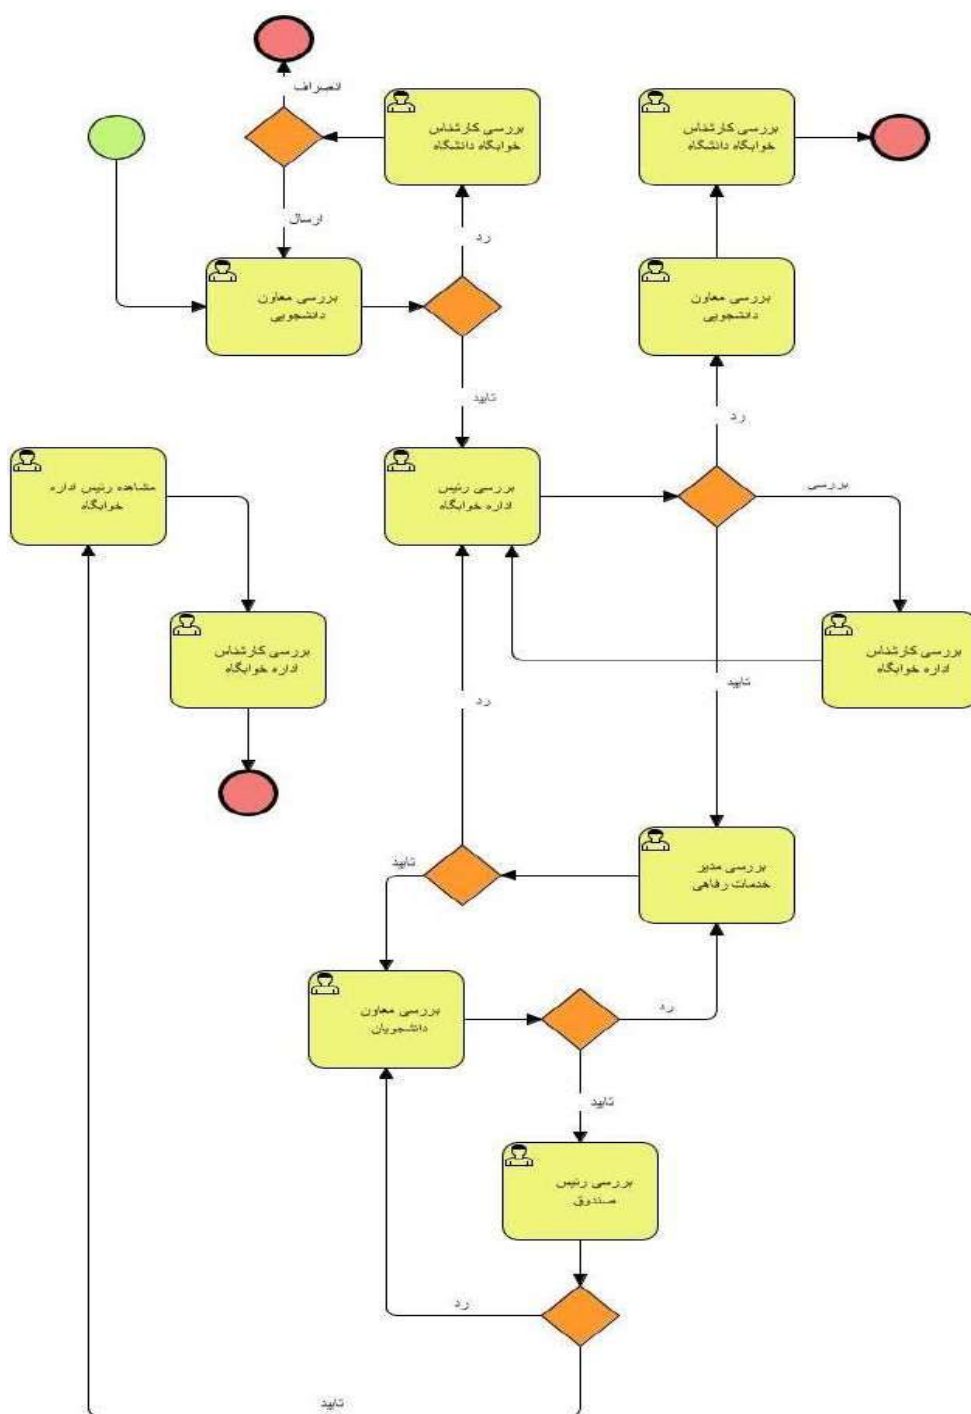 انصراف
بررسی کارشناس
خوابگاه دانشگاه
بررسی کارشناس
خوابگاه دانشگاه
ارسال
رد
بررسی معاون
دانشجویی
بررسی معاون
دانشجویی
تایید
رد
مشاهده رئیس اداره
خوابگاه
بررسی رئیس
اداره خوابگاه
بررسی
بررسی کارشناس
اداره خوابگاه
بررسی کارشناس
اداره خوابگاه
رد
تایید
تایید
بررسی مدیر
خدمات رفاهی
بررسی معاون
دانشجویان
رد
تایید
بررسی رئیس
صندوق
رد
تایید